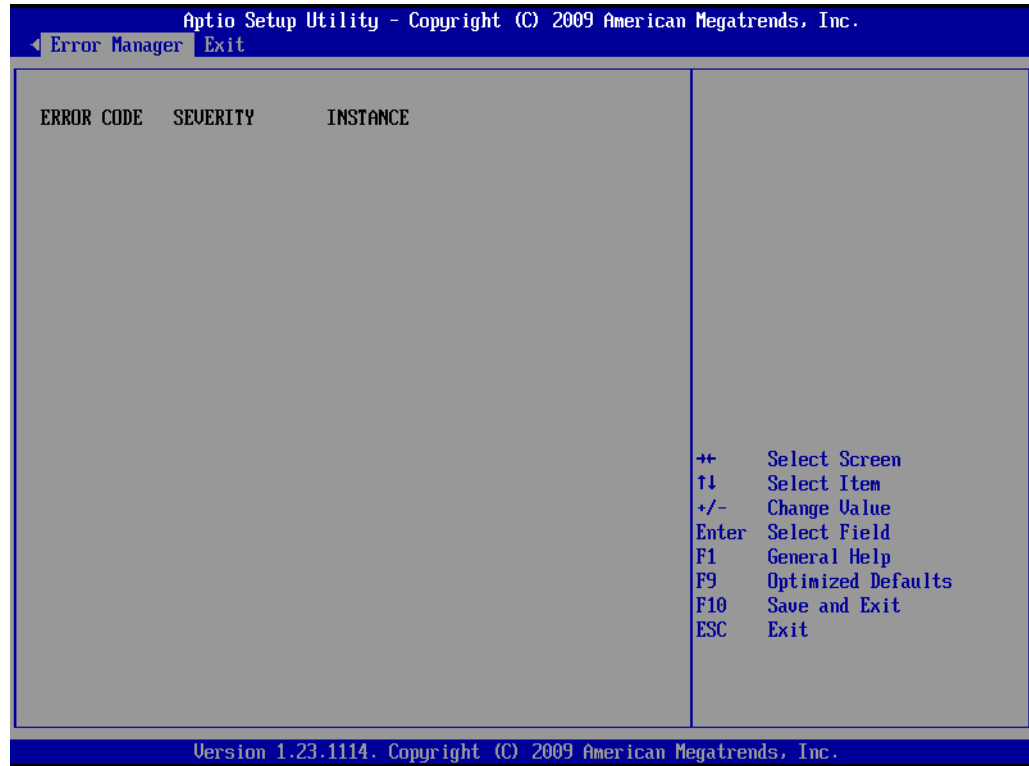 Aptio Setup Utility - Copyright (C) 2009 American Megatrends, Inc.
Error Manager Exit
ERROR CODE SEVERITY INSTANCE
→← Select Screen
↑↓ Select Item
+/- Change Value
Enter Select Field
F1 General Help
F9 Optimized Defaults
F10 Save and Exit
ESC Exit
Version 1.23.1114. Copyright (C) 2009 American Megatrends, Inc.